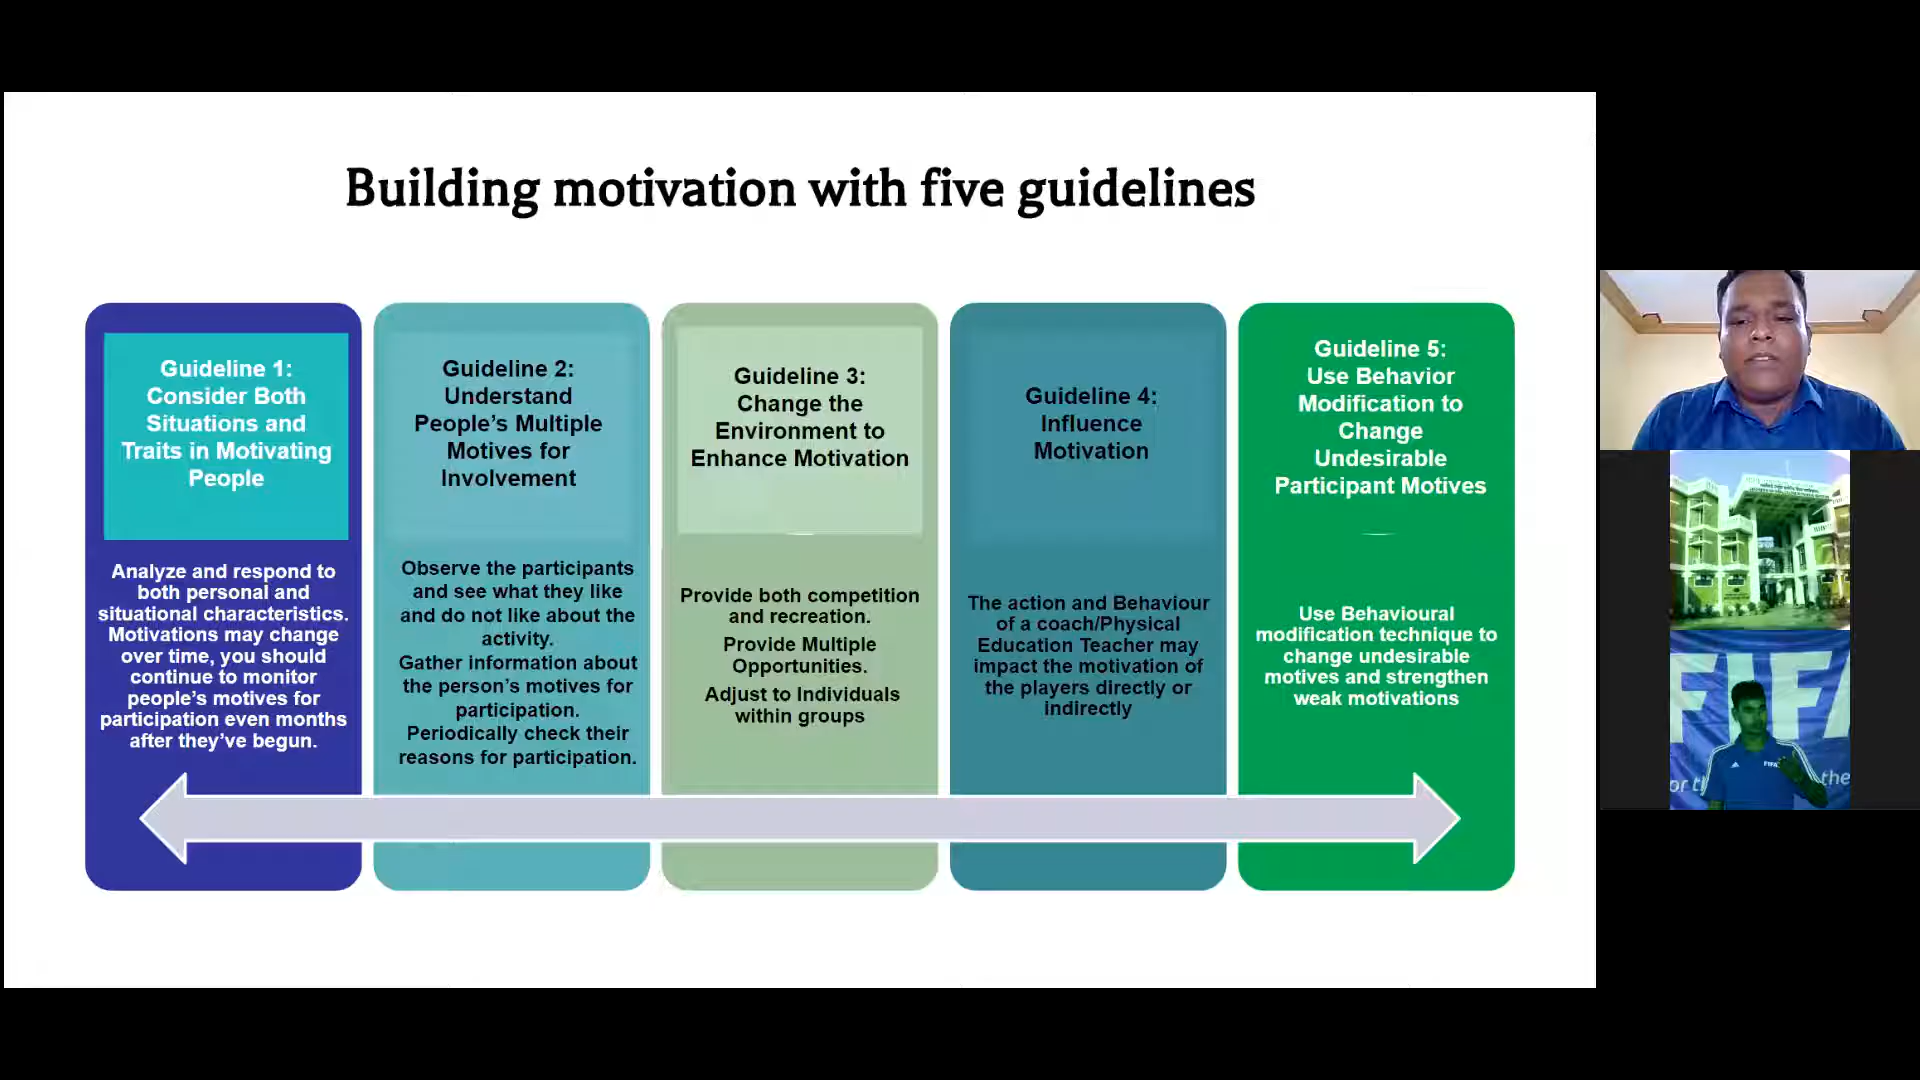 Building motivation with five guidelines
Guideline 1:
Consider Both
Situations and
Traits in Motivating
People
Analyze and respond to
both personal and
situational characteristics.
Motivations may change
over time, you should
continue to monitor
people's motives for
participation even months
after they've begun.
Guideline 2:
Understand
People's Multiple
Motives for
Involvement
Observe the participants
and see what they like
and do not like about the
activity.
Gather information about
the person's motives for
participation.
Periodically check their
reasons for participation.
Guideline 3:
Change the
Environment to
Enhance Motivation
Provide both competition
and recreation.
Provide Multiple
Opportunities.
Adjust to Individuals
within groups
Guideline 4:
Influence
Motivation
The action and Behaviour
of a coach/Physical
Education Teacher may
impact the motivation of
the players directly or
indirectly
Guideline 5:
Use Behavior
Modification to
Change
Undesirable
Participant Motives
Use Behavioural
modification technique to
change undesirable
motives and strengthen
weak motivations
FIFA
the
FIFA